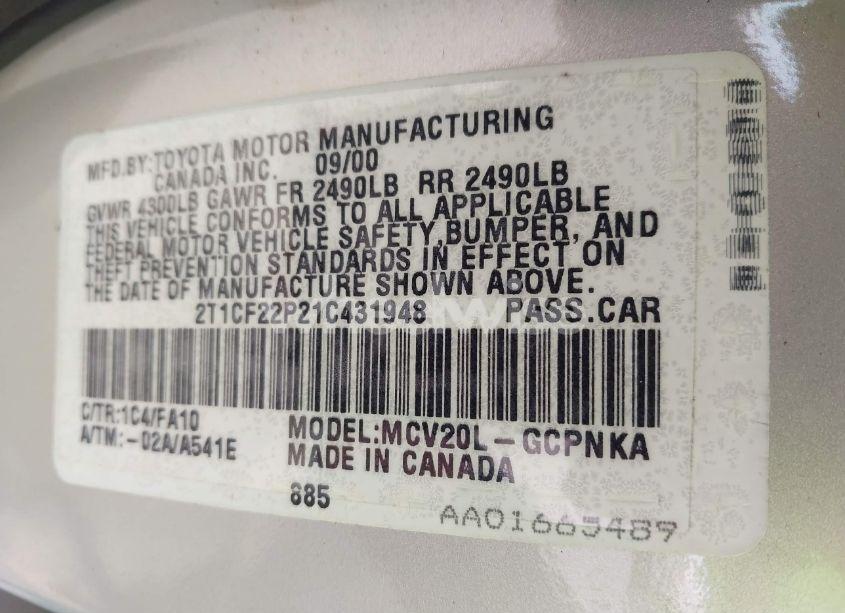 MFD.BY:TOYOTA MOTOR MANUFACTURING
CANADA INC. 09/00
GVWR 4300LB GAWR FR 2490LB RR 2490LB
THIS VEHICLE CONFORMS TO ALL APPLICABLE
FEDERAL MOTOR VEHICLE SAFETY,BUMPER, AND
THEFT PREVENTION STANDARDS IN EFFECT ON
THE DATE OF MANUFACTURE SHOWN ABOVE.
2T1CF22P21C431948 PASS.CAR
C/TR:1C4/FA10
A/TM:-02A/A541E
MODEL:MCV20L-GCPNKA
MADE IN CANADA
885
AA01665489